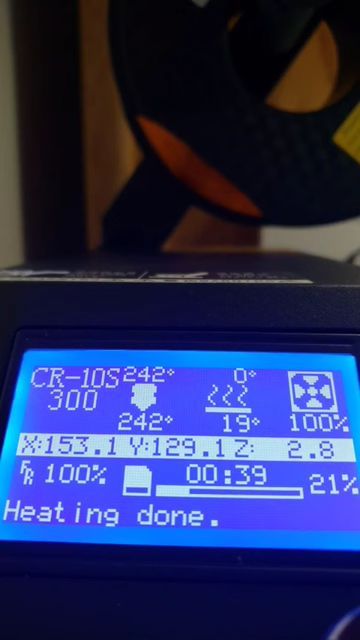 CR-10S 242° 0°
300
242° 19° 100%
X:153.1 Y:129.1 Z: 2.8
FR 100% 00:39 21%
Heating done.